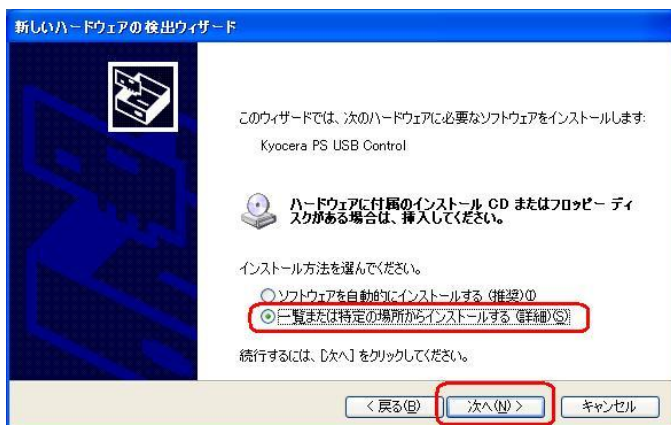 新しいハードウェアの検出ウィザード
このウィザードでは、次のハードウェアに必要なソフトウェアをインストールします:
Kyocera PS USB Control
ハードウェアに付属のインストール CD またはフロッピー ディ
スクがある場合は、挿入してください。
インストール方法を選んでください。
ソフトウェアを自動的にインストールする (推奨)(I)
一覧または特定の場所からインストールする (詳細)(S)
続行するには、[次へ] をクリックしてください。
< 戻る(B)
次へ(N) >
キャンセル